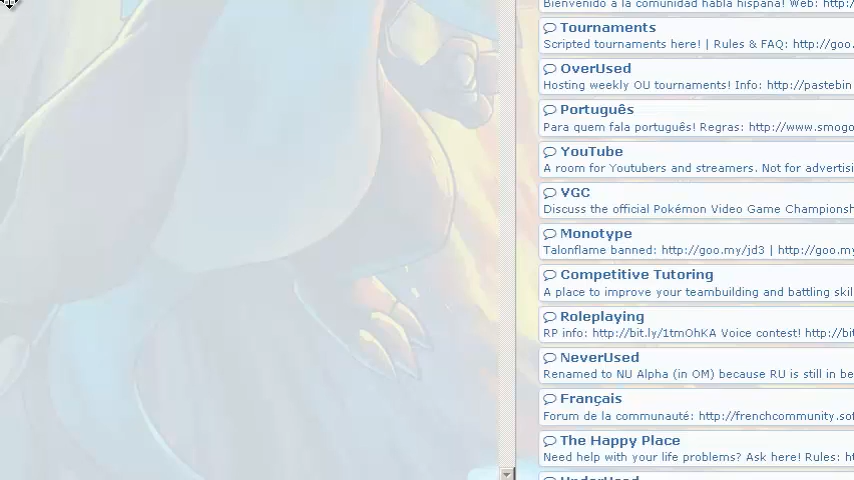 Bienvenido a la comunidad habla hispana! Web: http:/
Tournaments
Scripted tournaments here! | Rules & FAQ: http://goo.
OverUsed
Hosting weekly OU tournaments! Info: http://pastebin
Português
Para quem fala português! Regras: http://www.smogo
YouTube
A room for Youtubers and streamers. Not for advertisi
VGC
Discuss the official Pokémon Video Game Championsh
Monotype
Talonflame banned: http://goo.my/jd3 | http://goo.my
Competitive Tutoring
A place to improve your teambuilding and battling skil
Roleplaying
RP info: http://bit.ly/1tmOhKA Voice contest! http://bit
NeverUsed
Renamed to NU Alpha (in OM) because RU is still in be
Français
Forum de la communauté: http://frenchcommunity.sof
The Happy Place
Need help with your life problems? Ask here! Rules: ht
UnderUsed